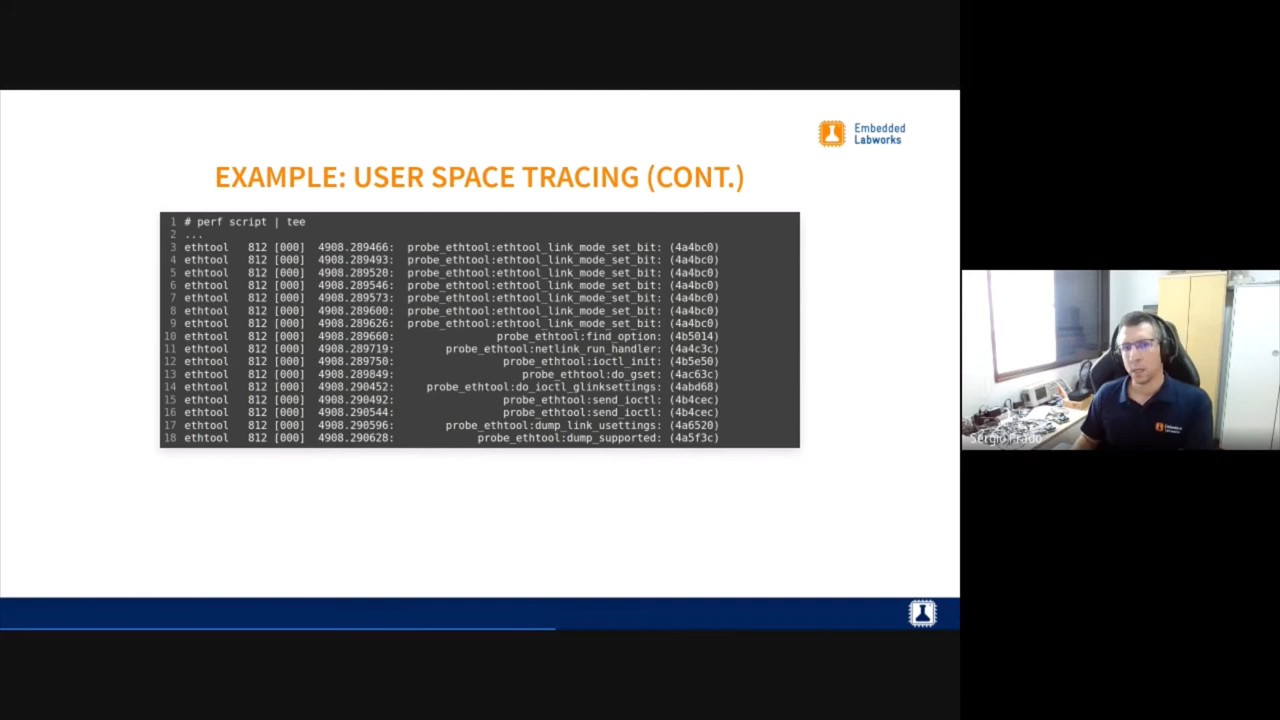 Embedded
Labworks
EXAMPLE: USER SPACE TRACING (CONT.)
1 # perf script | tee
2 ...
3 ethtool 812 [000] 4908.289466: probe_ethtool:ethtool_link_mode_set_bit: (4a4bc0)
4 ethtool 812 [000] 4908.289493: probe_ethtool:ethtool_link_mode_set_bit: (4a4bc0)
5 ethtool 812 [000] 4908.289520: probe_ethtool:ethtool_link_mode_set_bit: (4a4bc0)
6 ethtool 812 [000] 4908.289546: probe_ethtool:ethtool_link_mode_set_bit: (4a4bc0)
7 ethtool 812 [000] 4908.289573: probe_ethtool:ethtool_link_mode_set_bit: (4a4bc0)
8 ethtool 812 [000] 4908.289600: probe_ethtool:ethtool_link_mode_set_bit: (4a4bc0)
9 ethtool 812 [000] 4908.289626: probe_ethtool:ethtool_link_mode_set_bit: (4a4bc0)
10 ethtool 812 [000] 4908.289660: probe_ethtool:find_option: (4b5014)
11 ethtool 812 [000] 4908.289719: probe_ethtool:netlink_run_handler: (4a4c3c)
12 ethtool 812 [000] 4908.289750: probe_ethtool:ioctl_init: (4b5e50)
13 ethtool 812 [000] 4908.289849: probe_ethtool:do_gset: (4ac63c)
14 ethtool 812 [000] 4908.290452: probe_ethtool:do_ioctl_glinksettings: (4abd68)
15 ethtool 812 [000] 4908.290492: probe_ethtool:send_ioctl: (4b4cec)
16 ethtool 812 [000] 4908.290544: probe_ethtool:send_ioctl: (4b4cec)
17 ethtool 812 [000] 4908.290596: probe_ethtool:dump_link_usettings: (4a6520)
18 ethtool 812 [000] 4908.290628: probe_ethtool:dump_supported: (4a5f3c)
Embedded
Labworks
Sergio Prado